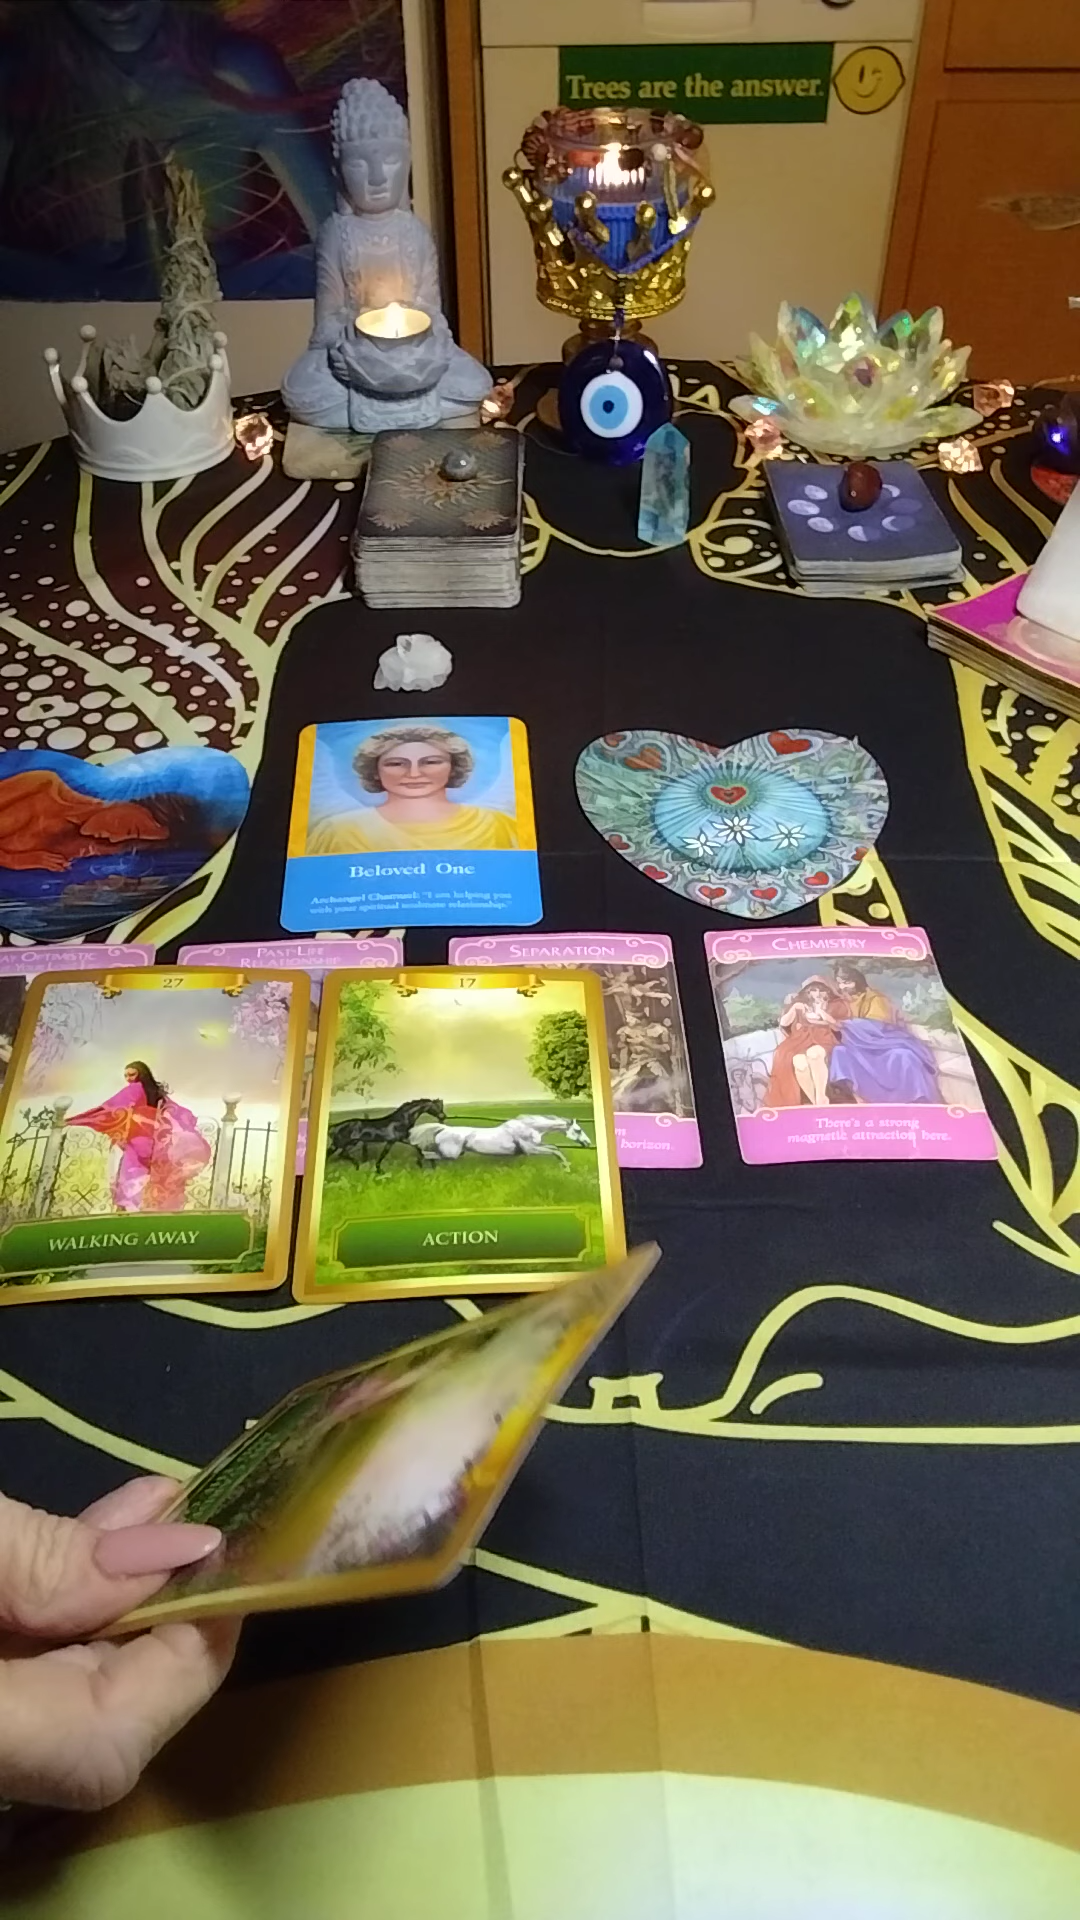 Trees are the answer.
Beloved One
Archangel Chamuel: "I am helping you
with your spiritual soulmate relationship."
AY OPTIMISTIC
PAST-LIFE
RELATIONSHIP
SEPARATION
CHEMISTRY
27
17
horizon.
There's a strong
magnetic attraction here.
WALKING AWAY
ACTION